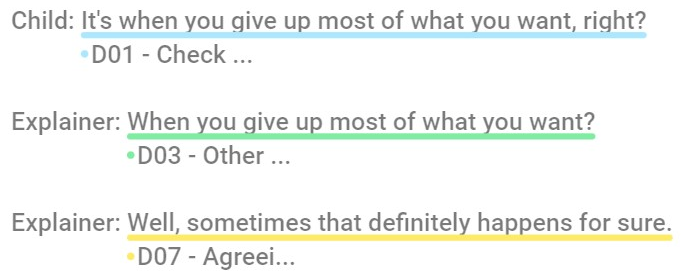 Child: It's when you give up most of what you want, right?
D01 - Check ...
Explainer: When you give up most of what you want?
D03 - Other ...
Explainer: Well, sometimes that definitely happens for sure.
D07 - Agreei...